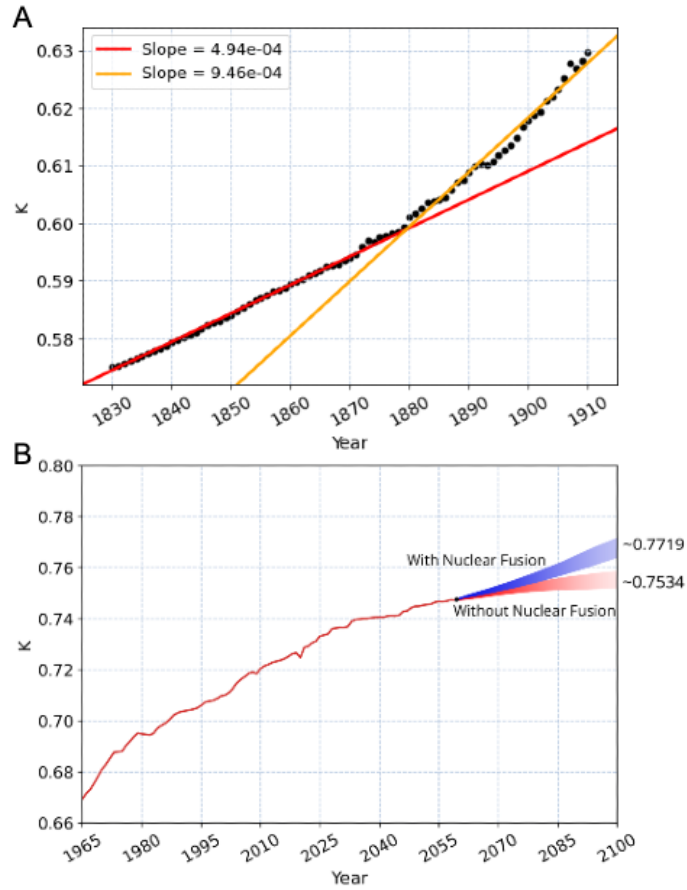 A
Slope = 4.94e-04
Slope = 9.46e-04
0.63
0.62
0.61
0.60
0.59
0.58
K
1830 1840 1850 1860 1870 1880 1890 1900 1910
Year
B
0.80
0.78
0.76
0.74
0.72
0.70
0.68
0.66
K
With Nuclear Fusion
Without Nuclear Fusion
~0.7719
~0.7534
1965 1980 1995 2010 2025 2040 2055 2070 2085 2100
Year